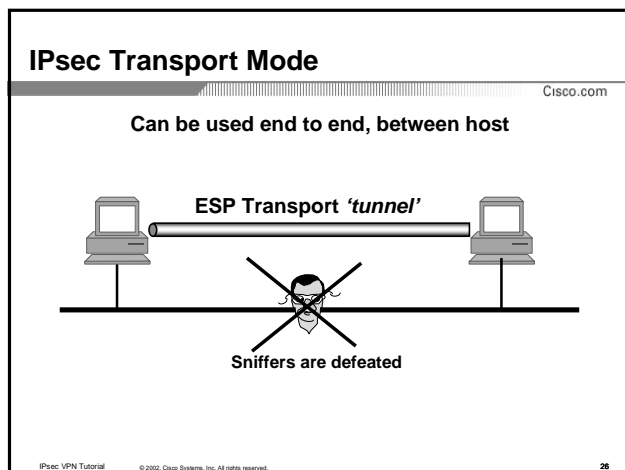 IPsec Transport Mode
Cisco.com
Can be used end to end, between host
ESP Transport ‘tunnel’
Sniffers are defeated
IPsec VPN Tutorial © 2002, Cisco Systems, Inc. All rights reserved. 26